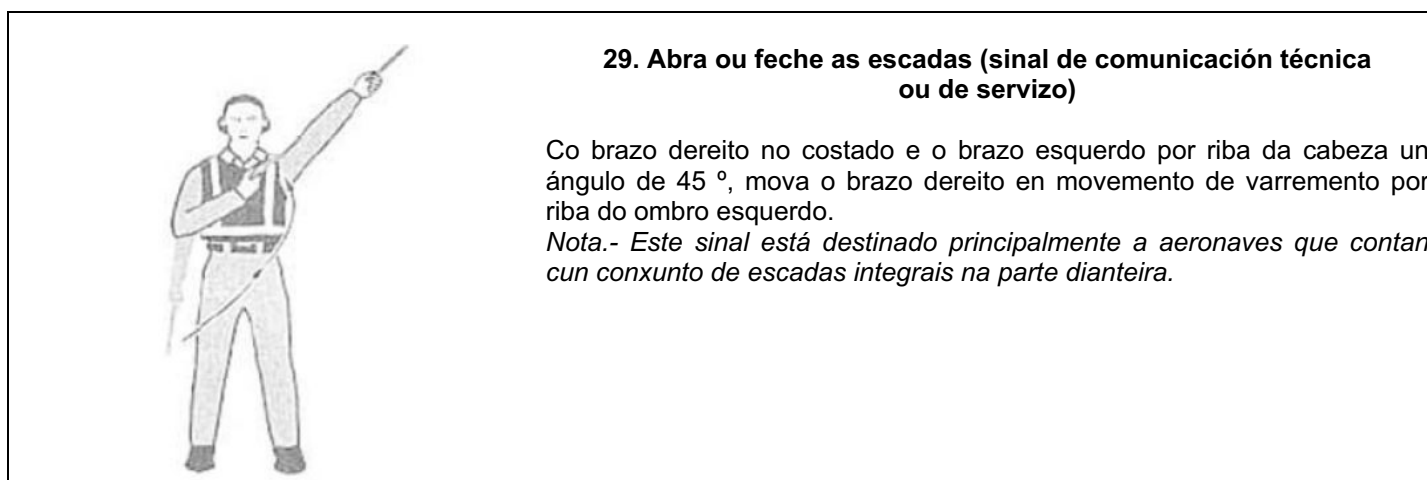 29. Abra ou feche as escadas (sinal de comunicación técnica
ou de servizo)
Co brazo dereito no costado e o brazo esquerdo por riba da cabeza un
ángulo de 45 º, mova o brazo dereito en movemento de varremento por
riba do ombro esquerdo.
Nota.- Este sinal está destinado principalmente a aeronaves que contan
cun conxunto de escadas integrais na parte dianteira.